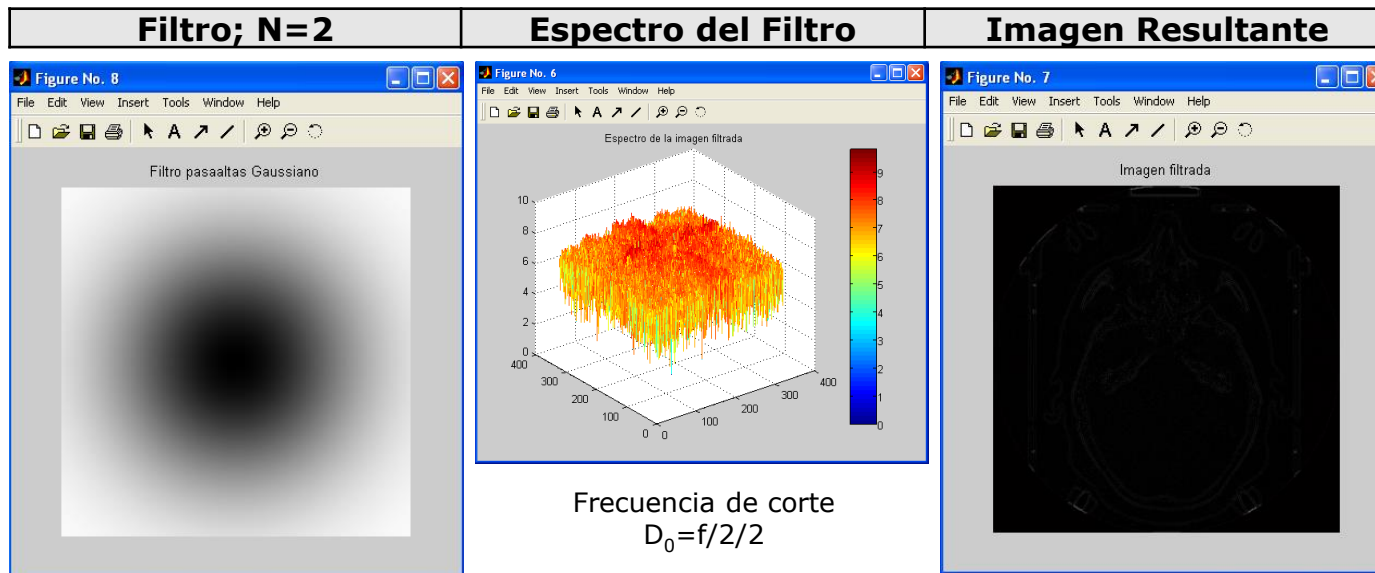 Filtro; N=2
Espectro del Filtro
Imagen Resultante
Figure No. 8
File Edit View Insert Tools Window Help
Filtro pasaaltas Gaussiano
Figure No. 6
File Edit View Insert Tools Window Help
Espectro de la imagen filtrada
10
8
6
4
2
0
400
300
200
100
0
0
100
200
300
400
9
8
7
6
5
4
3
2
1
0
Frecuencia de corte
D₀=f/2/2
Figure No. 7
File Edit View Insert Tools Window Help
Imagen filtrada